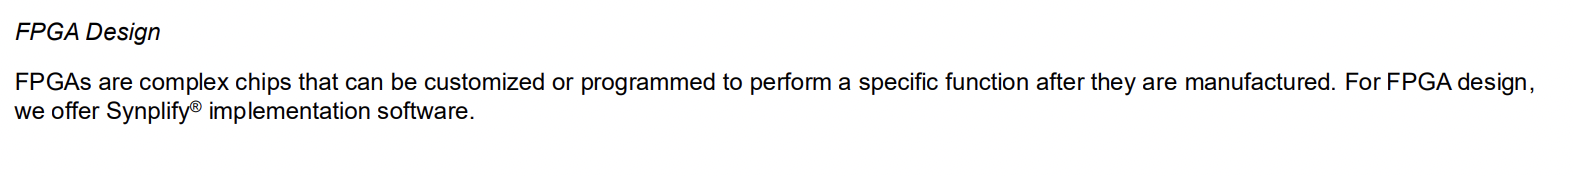 FPGA Design
FPGAs are complex chips that can be customized or programmed to perform a specific function after they are manufactured. For FPGA design,
we offer Synplify® implementation software.